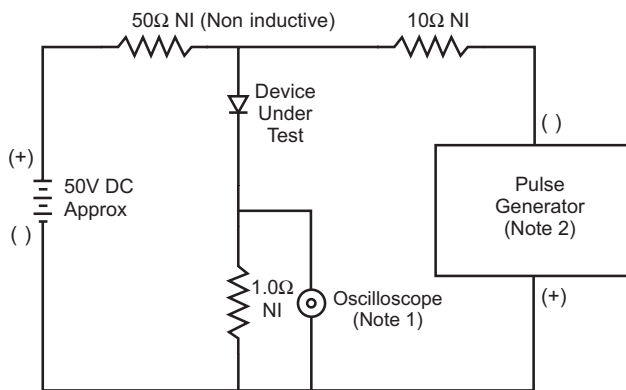 50Ω NI (Non inductive)
10Ω NI
Device
Under
Test
( )
(+)
50V DC
Approx
( )
Pulse
Generator
(Note 2)
1.0Ω
NI
Oscilloscope
(Note 1)
(+)